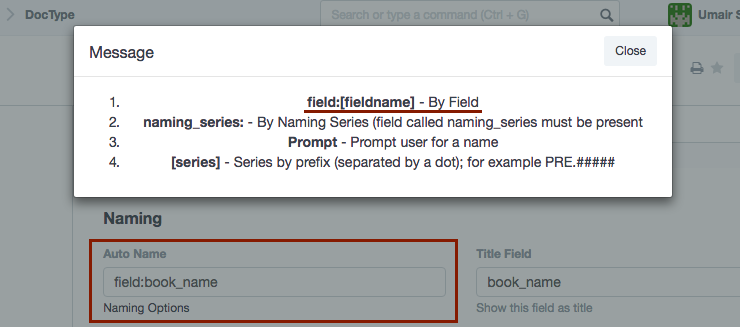 DocType
Search or type a command (Ctrl + G)
Umair S
Message
Close
1. field:[fieldname] - By Field
2. naming_series: - By Naming Series (field called naming_series must be present
3. Prompt - Prompt user for a name
4. [series] - Series by prefix (separated by a dot); for example PRE.#####
Naming
Auto Name
Title Field
field:book_name
book_name
Naming Options
Show this field as title